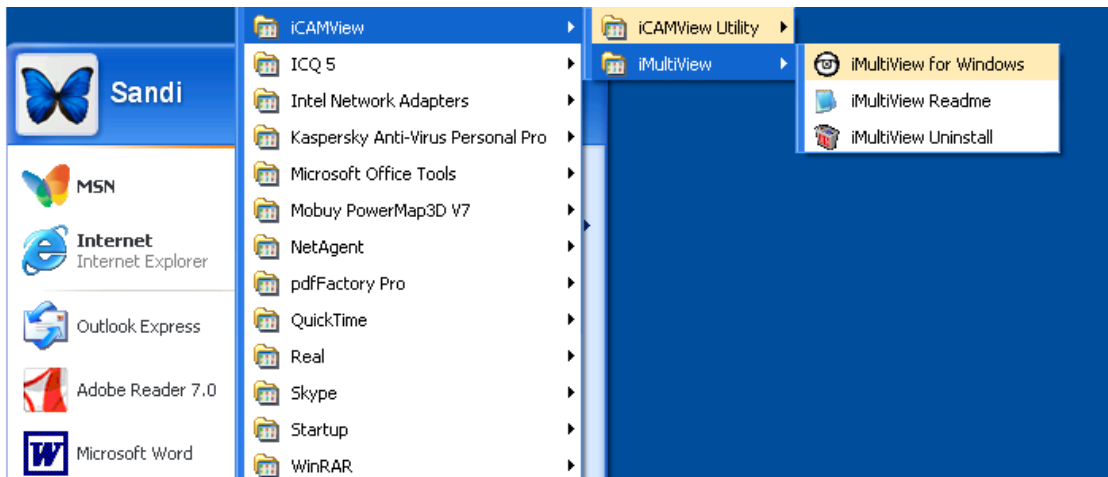 Sandi
MSN
Internet
Internet Explorer
Outlook Express
Adobe Reader 7.0
Microsoft Word
iCAMView
ICQ 5
Intel Network Adapters
Kaspersky Anti-Virus Personal Pro
Microsoft Office Tools
Mobuy PowerMap3D V7
NetAgent
pdfFactory Pro
QuickTime
Real
Skype
Startup
WinRAR
iCAMView Utility
iMultiView
iMultiView for Windows
iMultiView Readme
iMultiView Uninstall